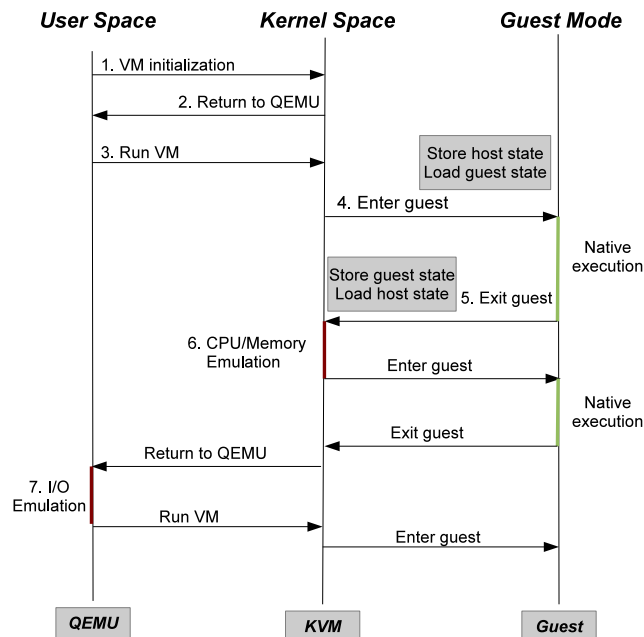 User Space
Kernel Space
Guest Mode
1. VM initialization
2. Return to QEMU
3. Run VM
Store host state
Load guest state
4. Enter guest
Native
execution
Store guest state
Load host state
5. Exit guest
6. CPU/Memory
Emulation
Enter guest
Native
execution
Exit guest
Return to QEMU
7. I/O
Emulation
Run VM
Enter guest
QEMU
KVM
Guest